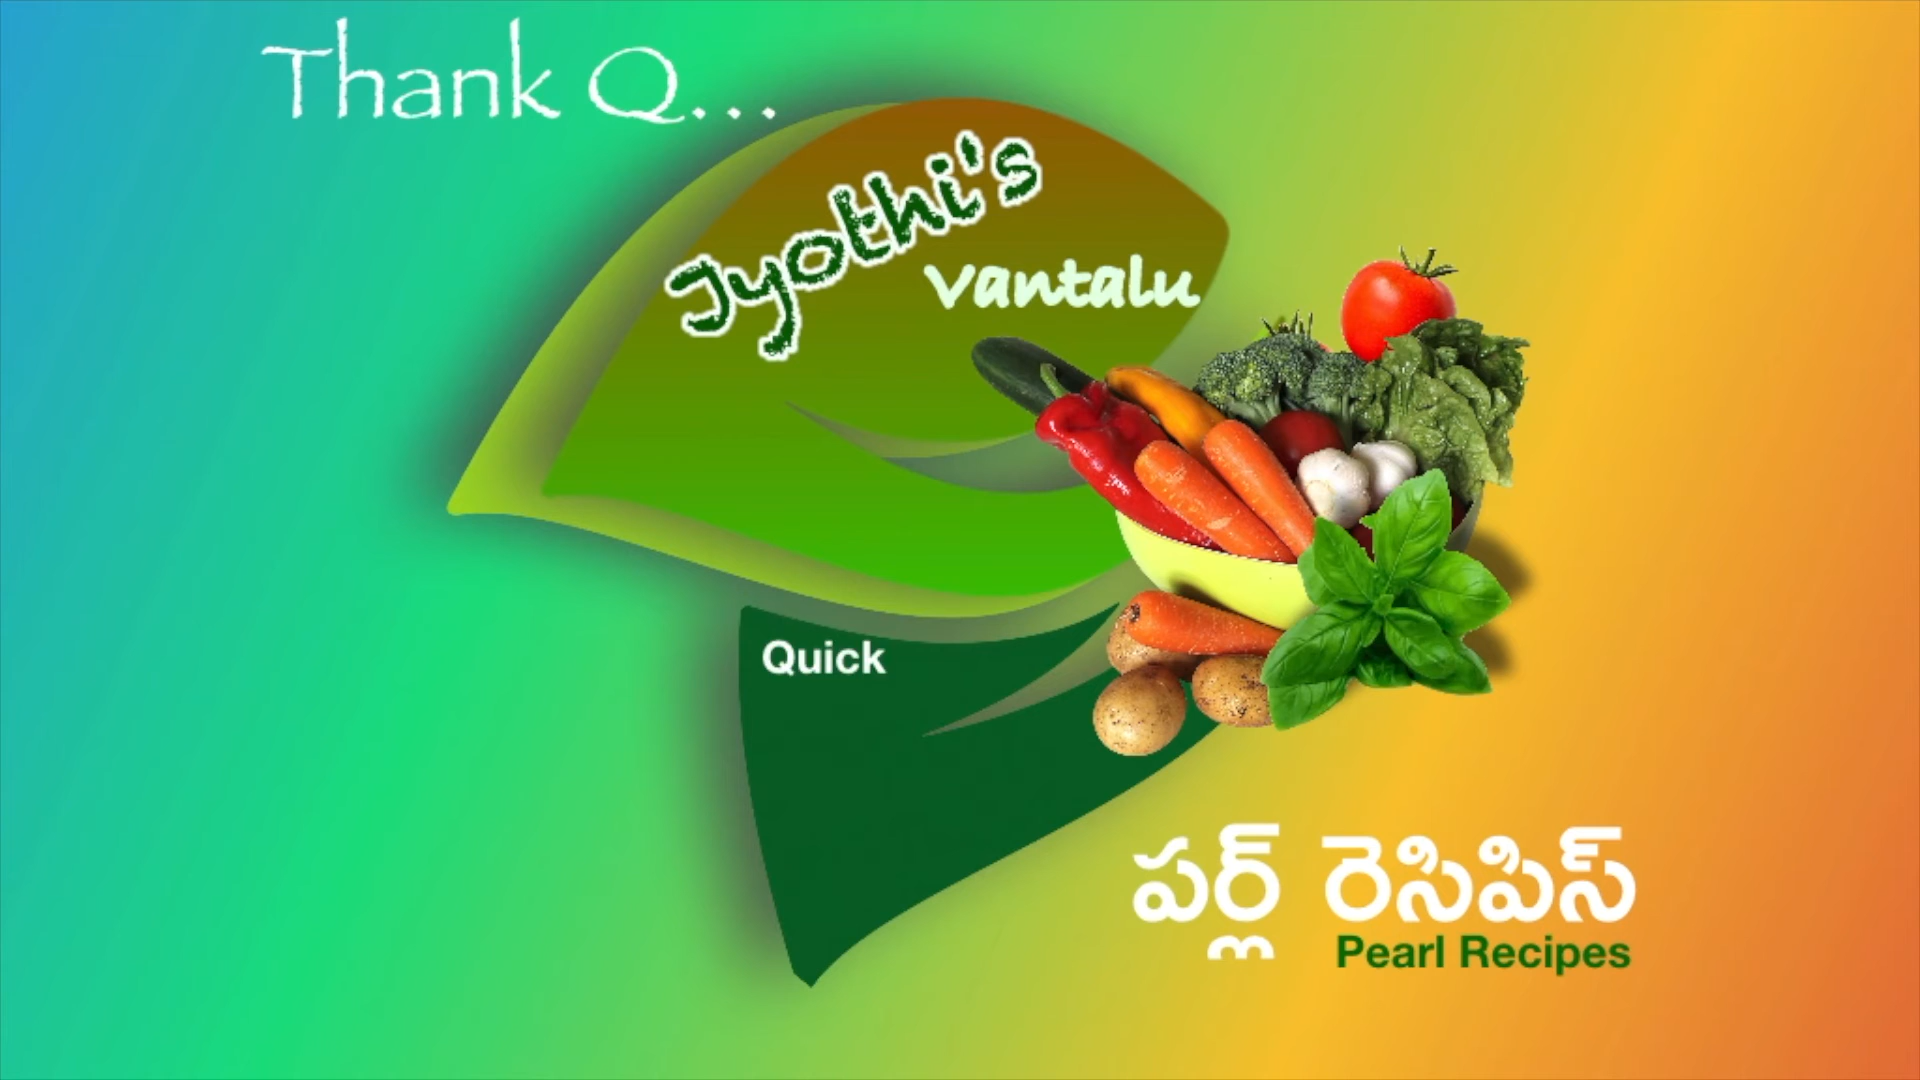 Thank Q...
Jyothi's
vantalu
Quick
పర్ల్ రెసిపిస్
Pearl Recipes